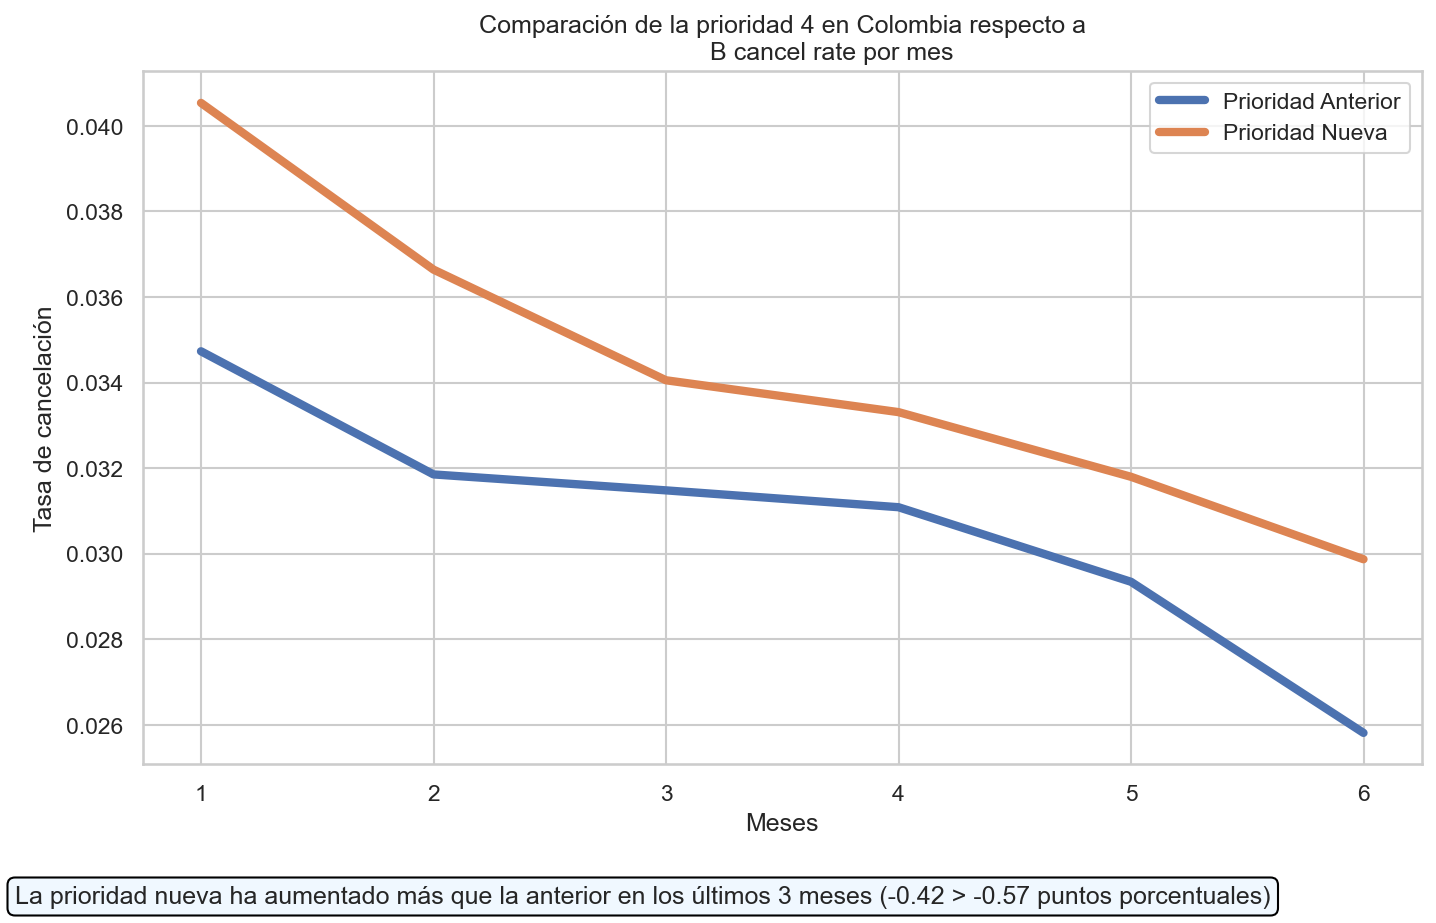 Comparación de la prioridad 4 en Colombia respecto a
B cancel rate por mes
Prioridad Anterior
Prioridad Nueva
Tasa de cancelación
0.040
0.038
0.036
0.034
0.032
0.030
0.028
0.026
1 2 3 4 5 6
Meses
La prioridad nueva ha aumentado más que la anterior en los últimos 3 meses (-0.42 > -0.57 puntos porcentuales)